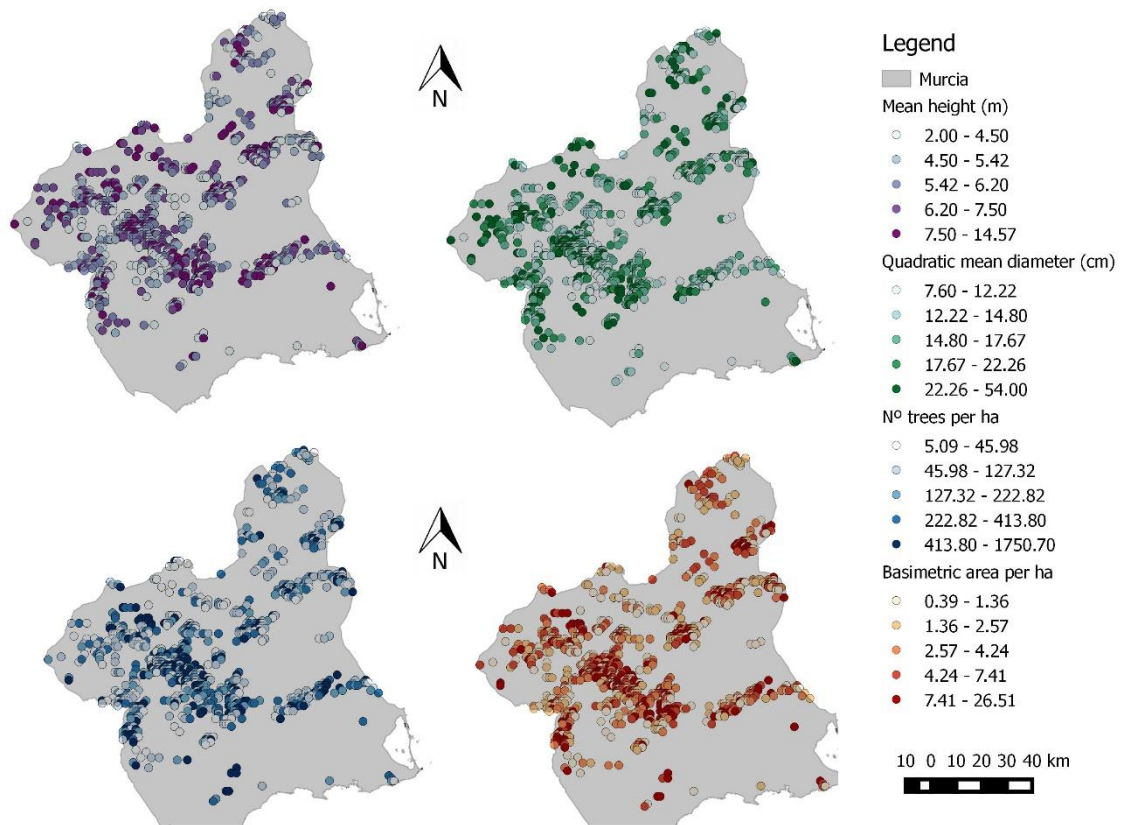 N
N
Legend
Murcia
Mean height (m)
2.00 - 4.50
4.50 - 5.42
5.42 - 6.20
6.20 - 7.50
7.50 - 14.57
Quadratic mean diameter (cm)
7.60 - 12.22
12.22 - 14.80
14.80 - 17.67
17.67 - 22.26
22.26 - 54.00
Nº trees per ha
5.09 - 45.98
45.98 - 127.32
127.32 - 222.82
222.82 - 413.80
413.80 - 1750.70
Basimetric area per ha
0.39 - 1.36
1.36 - 2.57
2.57 - 4.24
4.24 - 7.41
7.41 - 26.51
N
N
10 0 10 20 30 40 km